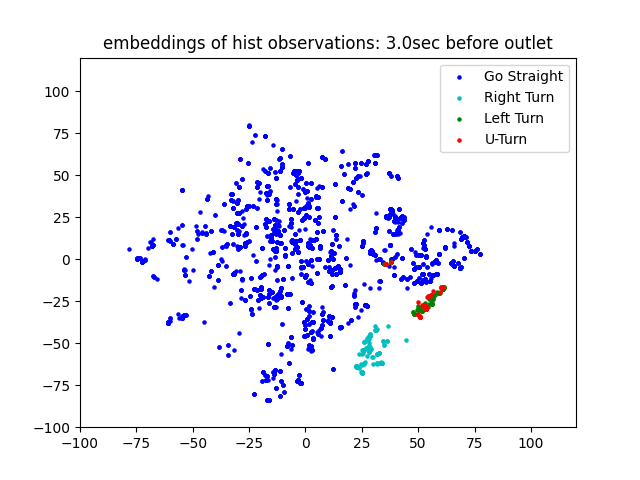 embeddings of hist observations: 3.0sec before outlet
Go Straight
Right Turn
Left Turn
U-Turn
100
75
50
25
0
−25
−50
−75
−100
−100 −75 −50 −25 0 25 50 75 100